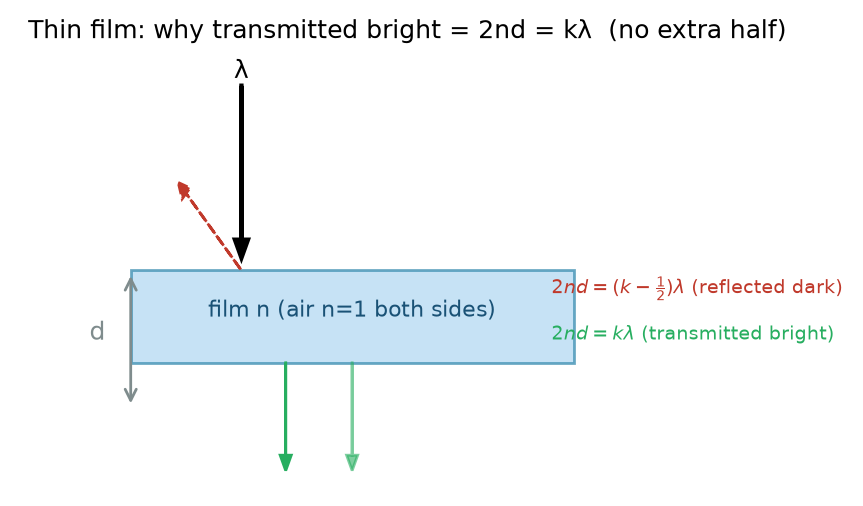 Thin film: why transmitted bright = 2nd = kλ  (no extra half)
λ
2nd = (k − 1/2)λ (reflected dark)
film n (air n=1 both sides)
d
2nd = kλ (transmitted bright)